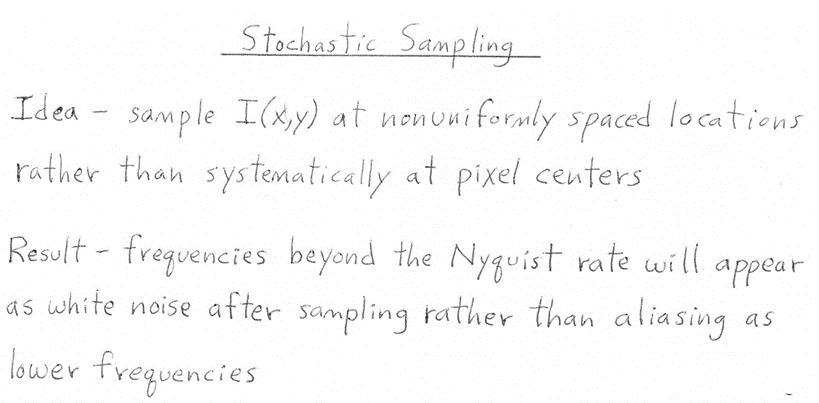 Stochastic Sampling
Idea - sample I(x,y) at nonuniformly spaced locations
rather than systematically at pixel centers
Result - frequencies beyond the Nyquist rate will appear
as white noise after sampling rather than aliasing as
lower frequencies